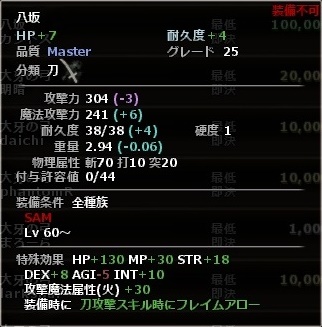 装備不可
八坂
HP+7 耐久度+4
品質 Master グレード 25
分類 刀
攻撃力 304 (-3)
魔法攻撃力 241 (+6)
耐久度 38/38 (+4) 硬度 1
重量 2.94 (-0.06)
物理属性 斬70 打10 突20
付与許容値 0/44
装備条件 全種族
SAM
Lv 60～
特殊効果 HP+130 MP+30 STR+18
DEX+8 AGI-5 INT+10
攻撃魔法属性(火) +30
装備時に 刀攻撃スキル時にフレイムアロー